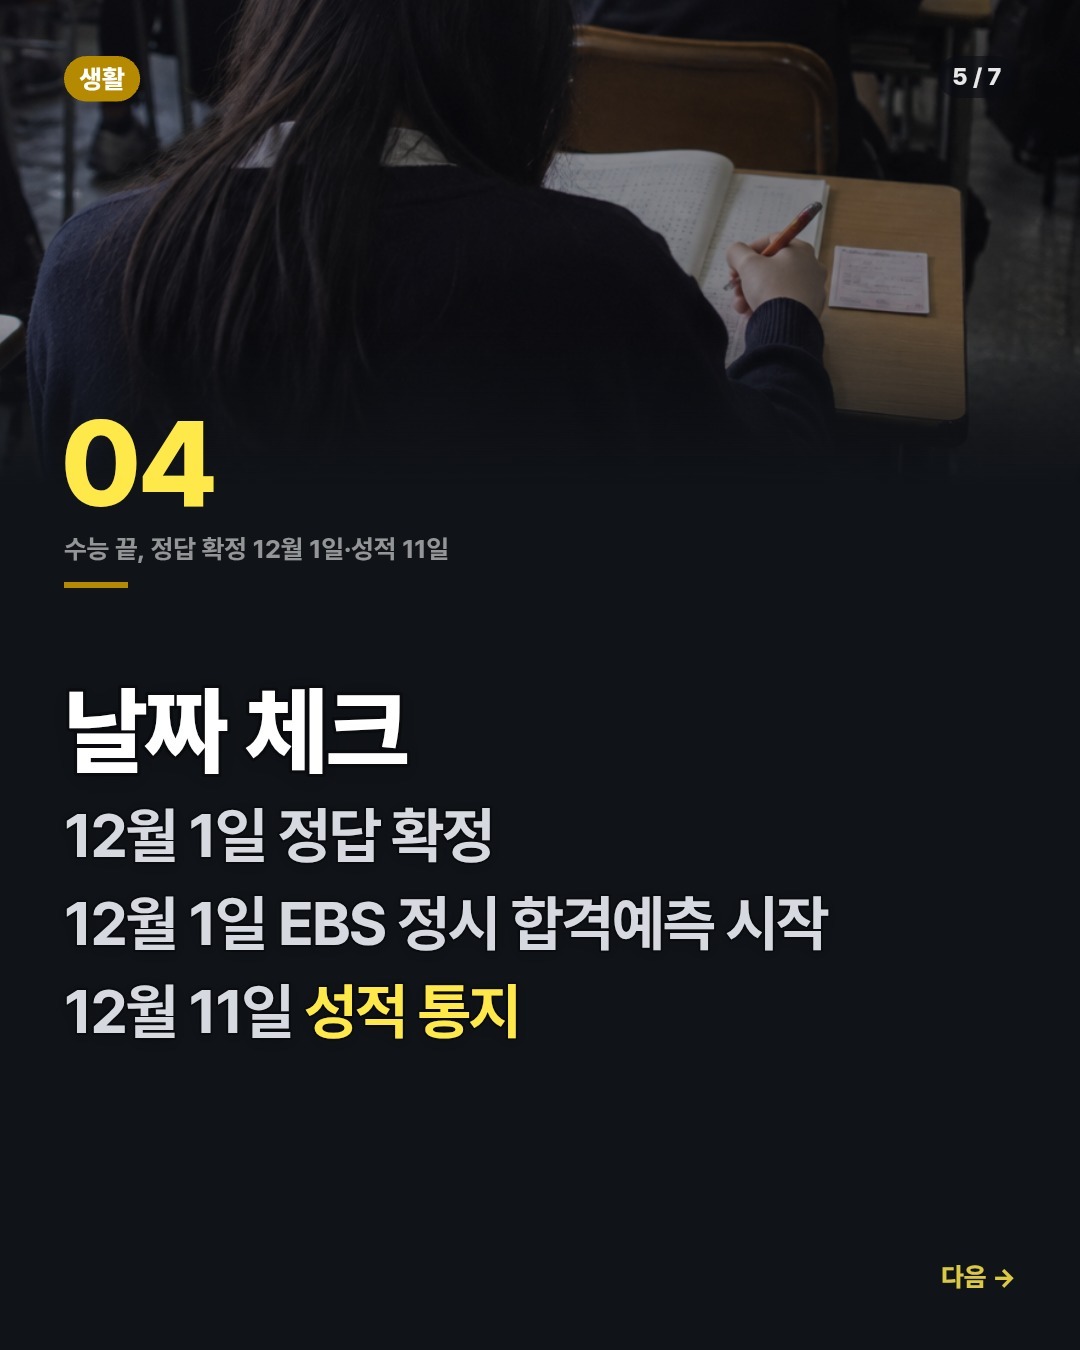 생활
5 / 7
04
수능 끝, 정답 확정 12월 1일·성적 11일
날짜 체크
12월 1일 정답 확정
12월 1일 EBS 정시 합격예측 시작
12월 11일 성적 통지
다음 →